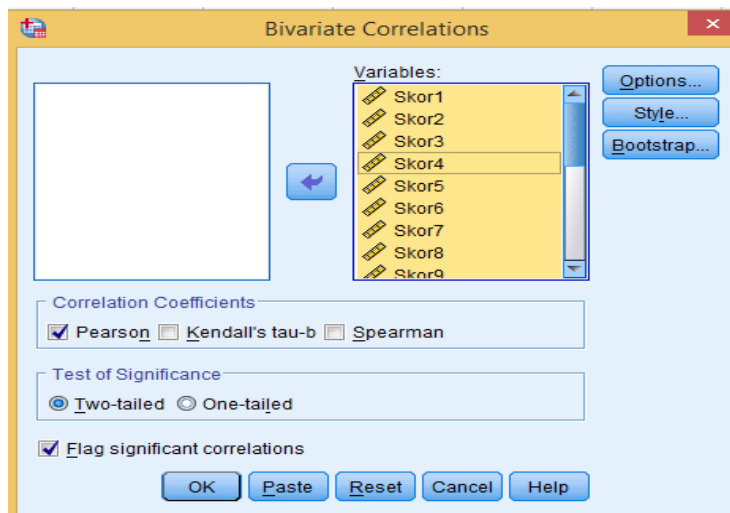 Bivariate Correlations
Variables:
Skor1
Skor2
Skor3
Skor4
Skor5
Skor6
Skor7
Skor8
Skor9
Options...
Style...
Bootstrap...
Correlation Coefficients
Pearson Kendall's tau-b Spearman
Test of Significance
Two-tailed One-tailed
Flag significant correlations
OK Paste Reset Cancel Help